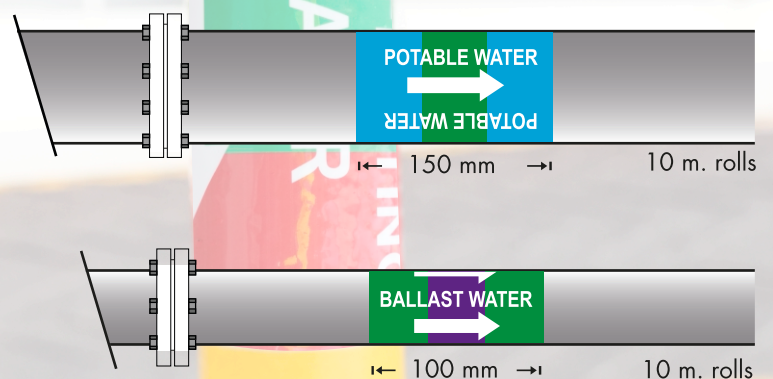 POTABLE WATER
POTABLE WATER
150 mm
10 m. rolls
BALLAST WATER
100 mm
10 m. rolls